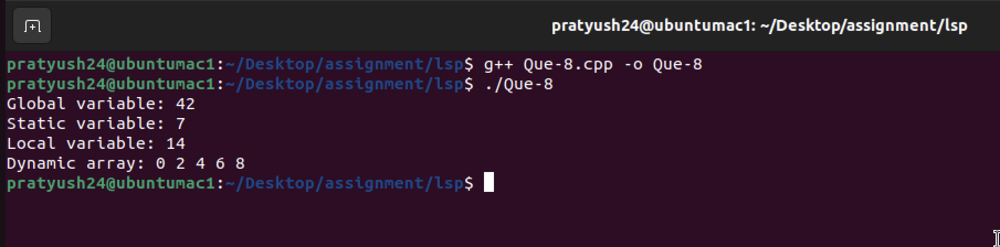 pratyush24@ubuntumac1: ~/Desktop/assignment/lsp
pratyush24@ubuntumac1:~/Desktop/assignment/lsp$ g++ Que-8.cpp -o Que-8
pratyush24@ubuntumac1:~/Desktop/assignment/lsp$ ./Que-8
Global variable: 42
Static variable: 7
Local variable: 14
Dynamic array: 0 2 4 6 8
pratyush24@ubuntumac1:~/Desktop/assignment/lsp$